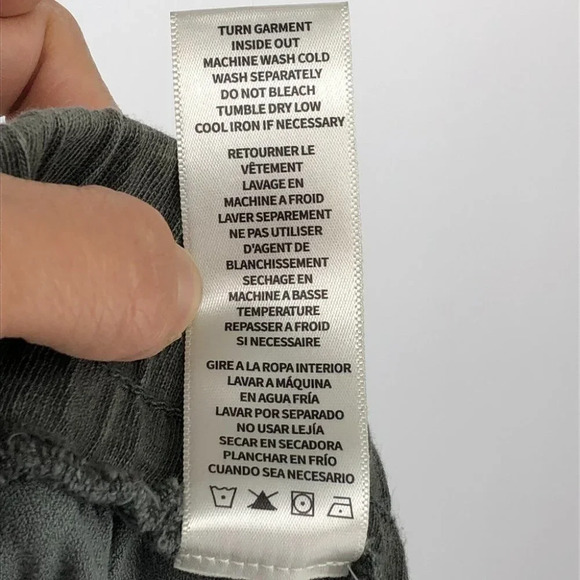 TURN GARMENT
INSIDE OUT
MACHINE WASH COLD
WASH SEPARATELY
DO NOT BLEACH
TUMBLE DRY LOW
COOL IRON IF NECESSARY
RETOURNER LE
VÊTEMENT
LAVAGE EN
MACHINE A FROID
LAVER SEPAREMENT
NE PAS UTILISER
D'AGENT DE
BLANCHISSEMENT
SECHAGE EN
MACHINE A BASSE
TEMPERATURE
REPASSER A FROID
SI NECESSAIRE
GIRE A LA ROPA INTERIOR
LAVAR A MÁQUINA
EN AGUA FRÍA
LAVAR POR SEPARADO
NO USAR LEJÍA
SECAR EN SECADORA
PLANCHAR EN FRÍO
CUANDO SEA NECESARIO